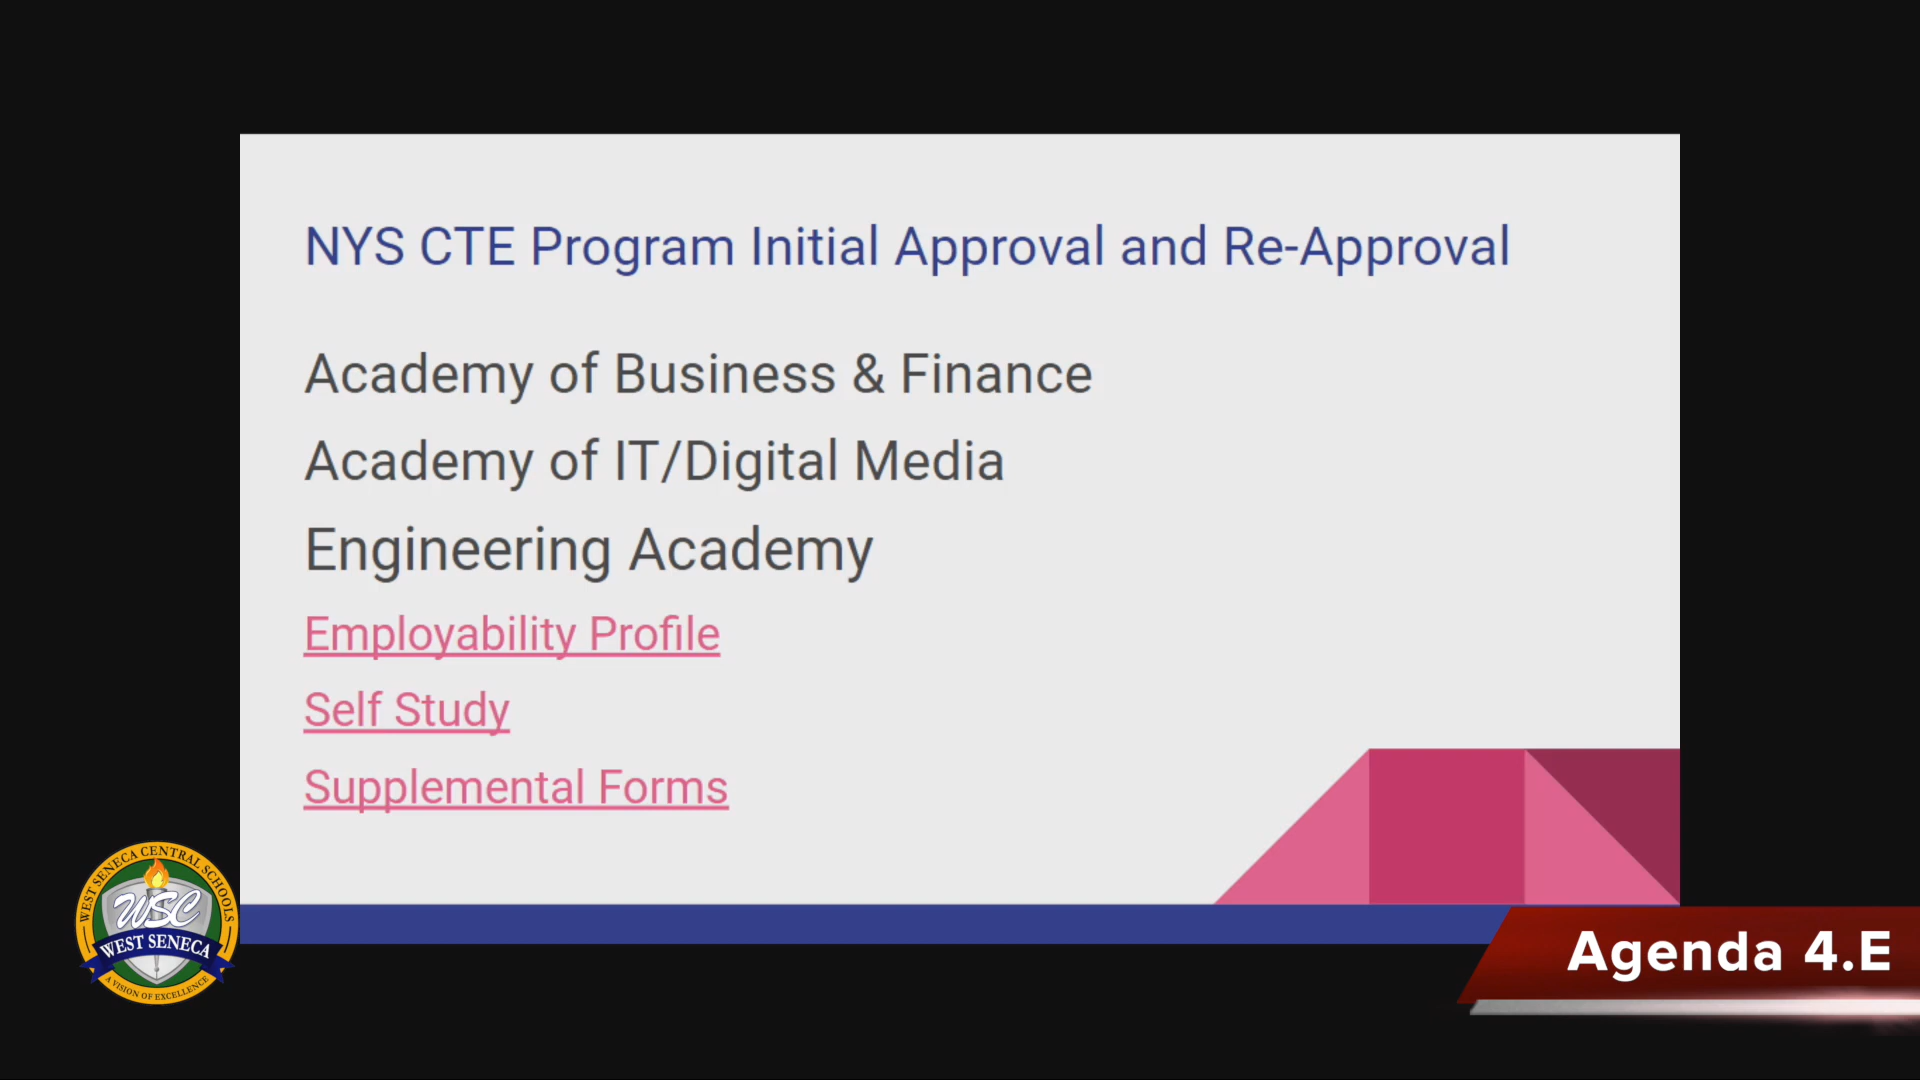 NYS CTE Program Initial Approval and Re-Approval
Academy of Business & Finance
Academy of IT/Digital Media
Engineering Academy
Employability Profile
Self Study
Supplemental Forms
WEST SENECA CENTRAL SCHOOLS
WSC
WEST SENECA
A VISION OF EXCELLENCE
Agenda 4.E